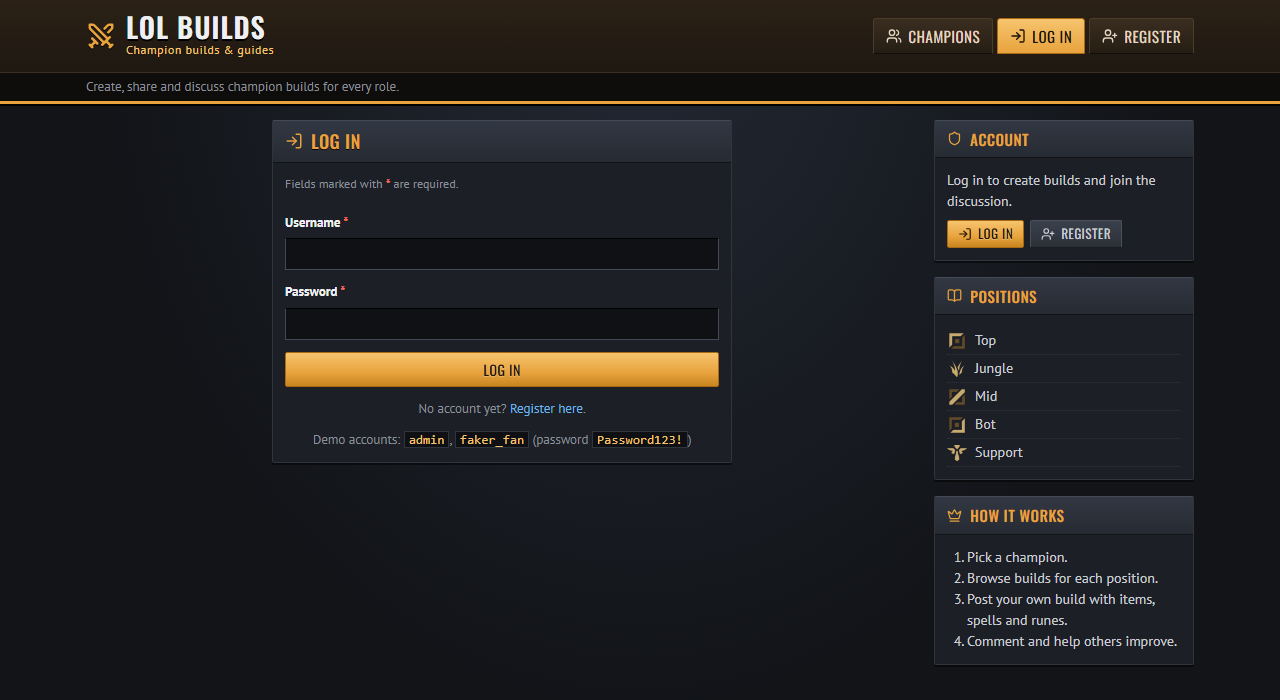 LOL BUILDS
Champion builds & guides
CHAMPIONS
LOG IN
REGISTER
Create, share and discuss champion builds for every role.
LOG IN
Fields marked with * are required.
Username *
Password *
LOG IN
No account yet? Register here.
Demo accounts: admin, faker_fan (password Password123!)
ACCOUNT
Log in to create builds and join the
discussion.
LOG IN
REGISTER
POSITIONS
Top
Jungle
Mid
Bot
Support
HOW IT WORKS
1. Pick a champion.
2. Browse builds for each position.
3. Post your own build with items,
spells and runes.
4. Comment and help others improve.